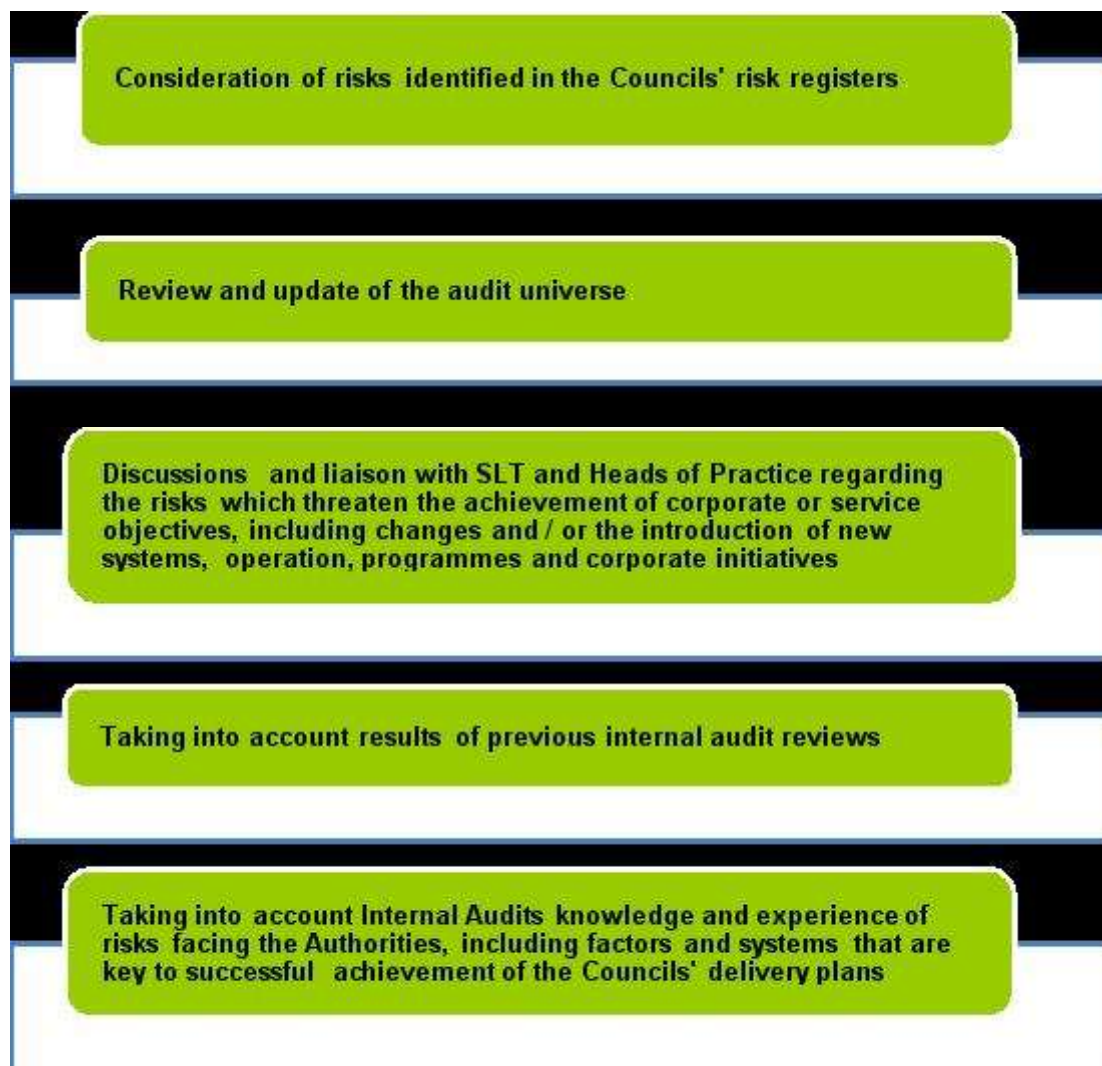 Consideration of risks identified in the Councils' risk registers
Review and update of the audit universe
Discussions and liaison with SLT and Heads of Practice regarding
the risks which threaten the achievement of corporate or service
objectives, including changes and / or the introduction of new
systems, operation, programmes and corporate initiatives
Taking into account results of previous internal audit reviews
Taking into account Internal Audits knowledge and experience of
risks facing the Authorities, including factors and systems that are
key to successful achievement of the Councils' delivery plans